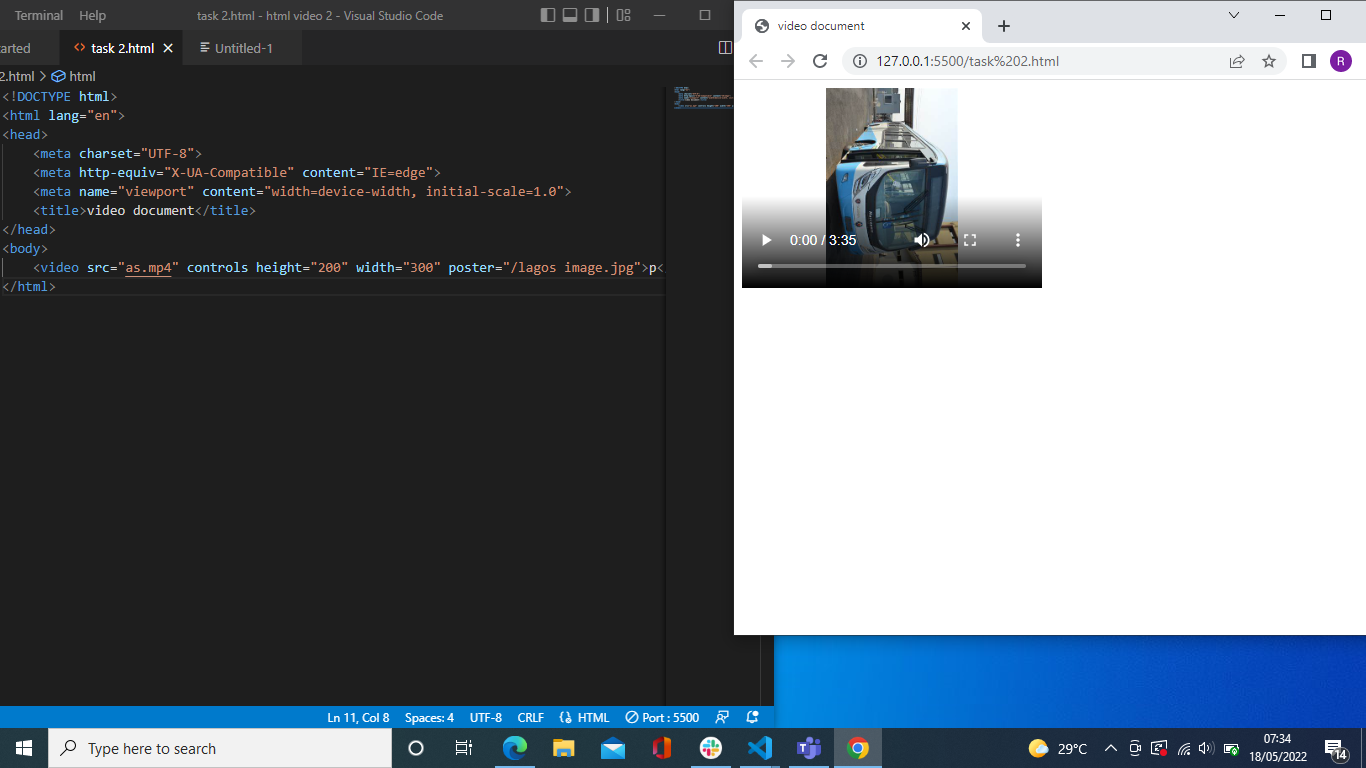 Terminal Help task 2.html - html video 2 - Visual Studio Code
arted task 2.html Untitled-1
2.html html
<!DOCTYPE html>
<html lang="en">
<head>
<meta charset="UTF-8">
<meta http-equiv="X-UA-Compatible" content="IE=edge">
<meta name="viewport" content="width=device-width, initial-scale=1.0">
<title>video document</title>
</head>
<body>
<video src="as.mp4" controls height="200" width="300" poster="/lagos image.jpg">p<
</html>
Ln 11, Col 8 Spaces: 4 UTF-8 CRLF HTML Port : 5500
video document
127.0.0.1:5500/task%202.html R
0:00 / 3:35
Type here to search
29°C
07:34
18/05/2022
14